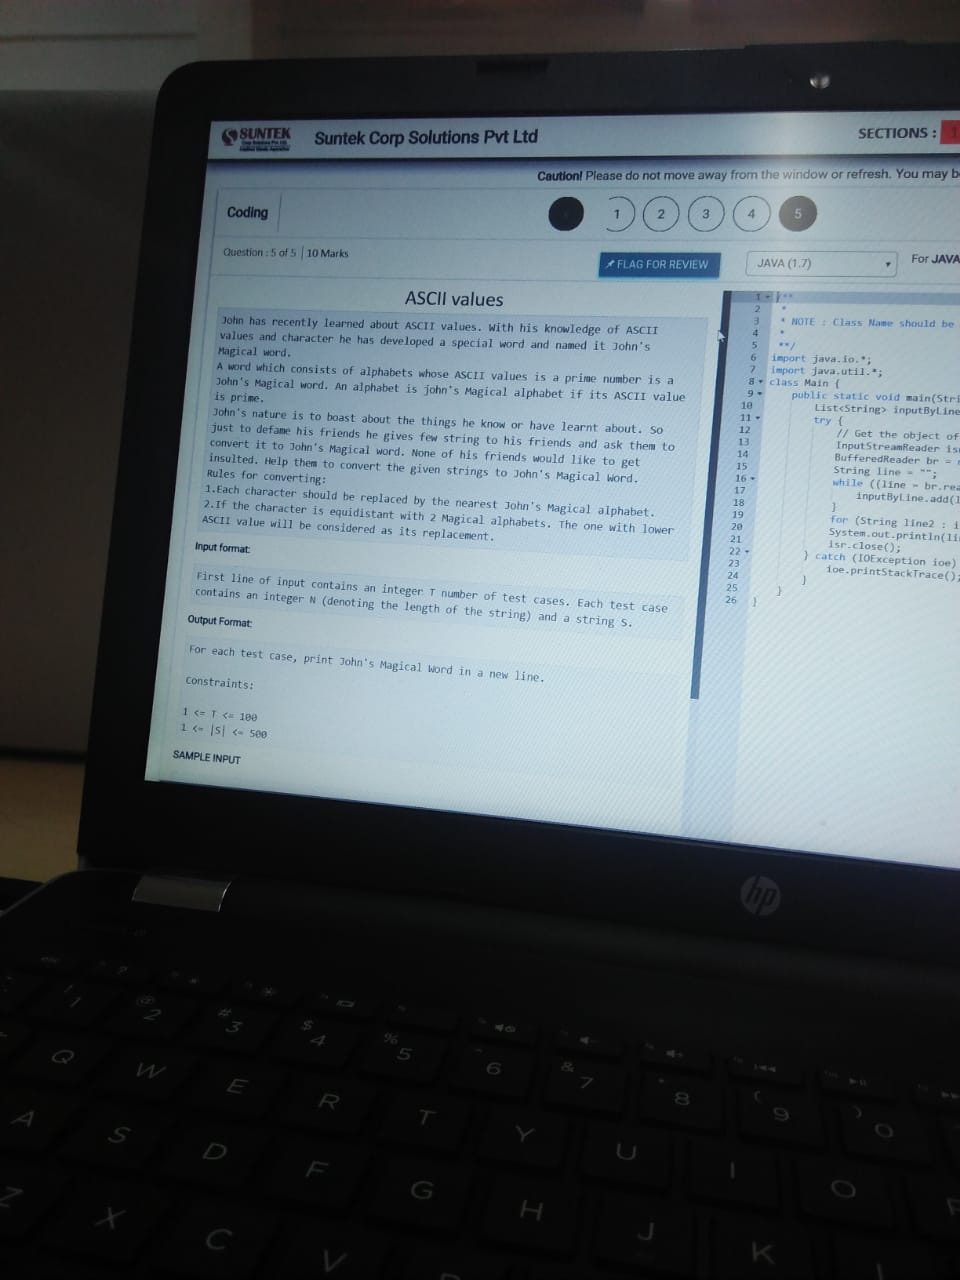 SUNTEK
Suntek Corp Solutions Pvt Ltd
SECTIONS :
Caution! Please do not move away from the window or refresh. You may
Coding
1 2 3 4 5
Question : 5 of 5 | 10 Marks
FLAG FOR REVIEW
JAVA (1.7)
For JAVA
ASCII values
John has recently learned about ASCII values. With his knowledge of ASCII
values and character he has developed a special word and named it John's
Magical word.
A word which consists of alphabets whose ASCII values is a prime number is a
John's Magical word. An alphabet is john's Magical alphabet if its ASCII value
is prime.
John's nature is to boast about the things he know or have learnt about. So
just to defame his friends he gives few string to his friends and ask them to
convert it to John's Magical word. None of his friends would like to get
insulted. Help them to convert the given strings to John's Magical Word.
Rules for converting:
1.Each character should be replaced by the nearest John's Magical alphabet.
2.If the character is equidistant with 2 Magical alphabets. The one with lower
ASCII value will be considered as its replacement.
Input format:
First line of input contains an integer T number of test cases. Each test case
contains an integer N (denoting the length of the string) and a string S.
Output Format:
For each test case, print John's Magical Word in a new line.
Constraints:
1 <= T <= 100
1 <= |S| <= 500
SAMPLE INPUT
1 /**
2 *
3 * NOTE : Class Name should be
4 *
5 **/
6 import java.io.*;
7 import java.util.*;
8 class Main {
9 public static void main(Stri
10 List<String> inputByLine
11 try {
12 // Get the object of
13 InputStreamReader is
14 BufferedReader br =
15 String line = "";
16 while ((line = br.rea
17 inputByLine.add(l
18 }
19 for (String line2 : i
20 System.out.println(li
21 isr.close();
22 } catch (IOException ioe)
23 ioe.printStackTrace();
24 }
25 }
26 }
hp
! 1 @ 2 # 3 $ 4 % 5 6 & 7 * 8 ( 9 ) 0
Q W E R T Y U I O P
A S D F G H J K L
Z X C V